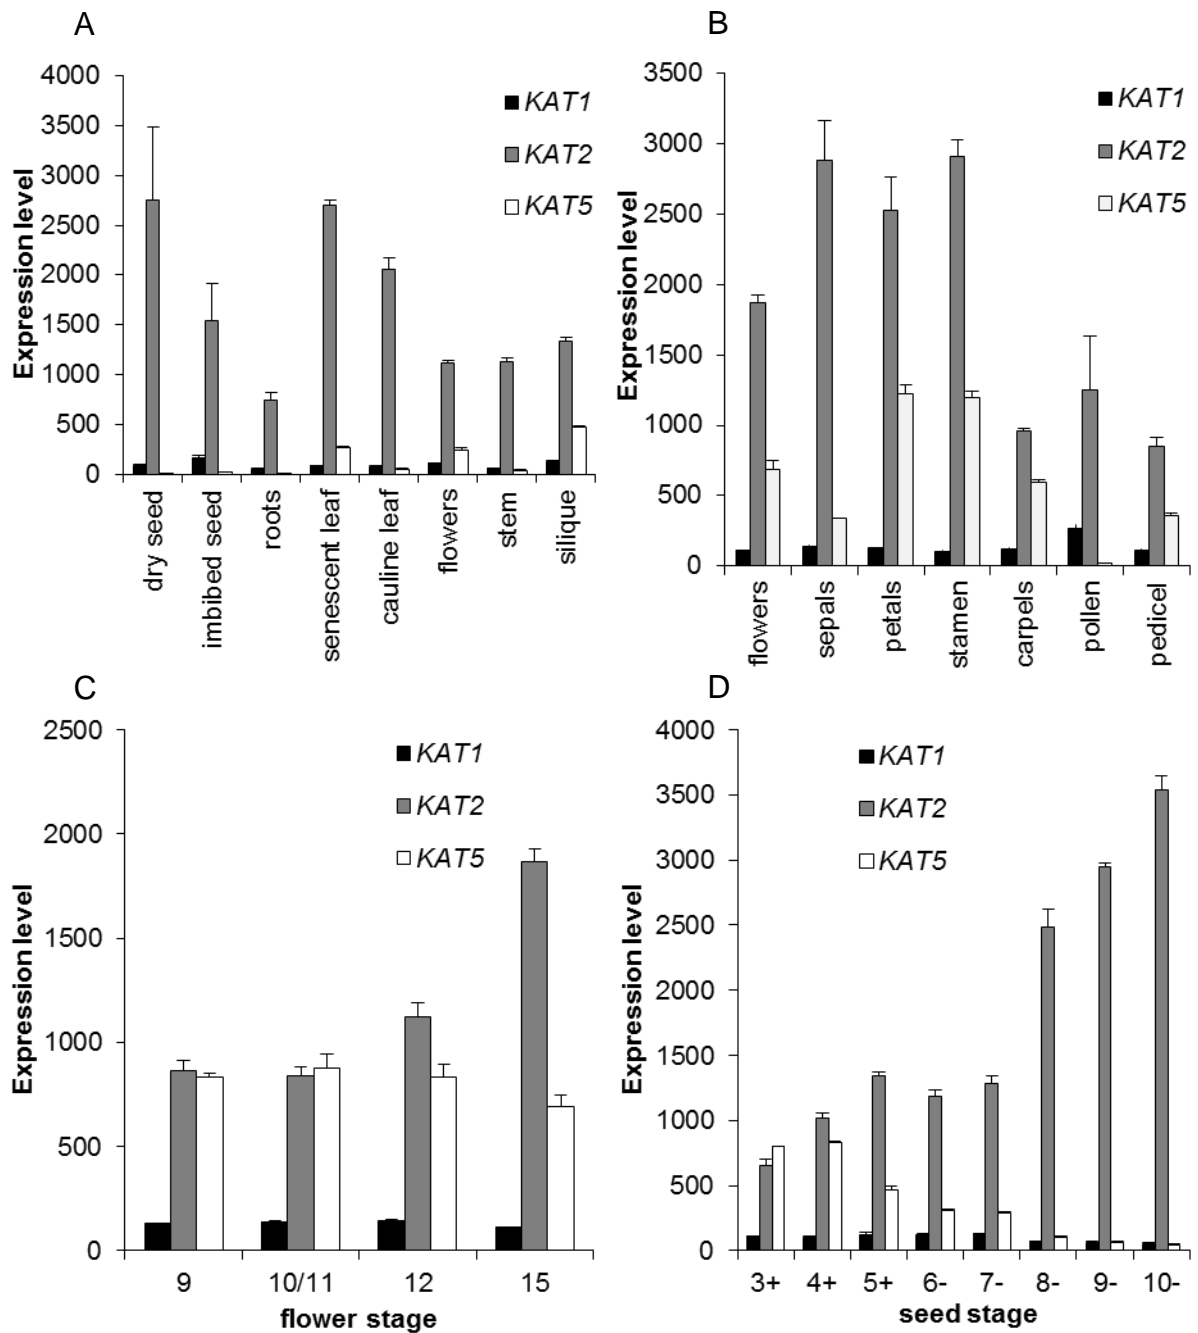 A
4000
3500
3000
2500
2000
1500
1000
500
0
Expression level
KAT1
KAT2
KAT5
dry seed
imbibed seed
roots
senescent leaf
cauline leaf
flowers
stem
silique
B
3500
3000
2500
2000
1500
1000
500
0
Expression level
KAT1
KAT2
KAT5
flowers
sepals
petals
stamen
carpels
pollen
pedicel
C
2500
2000
1500
1000
500
0
Expression level
KAT1
KAT2
KAT5
9 10/11 12 15
flower stage
D
4000
3500
3000
2500
2000
1500
1000
500
0
Expression level
KAT1
KAT2
KAT5
3+ 4+ 5+ 6- 7- 8- 9- 10-
seed stage